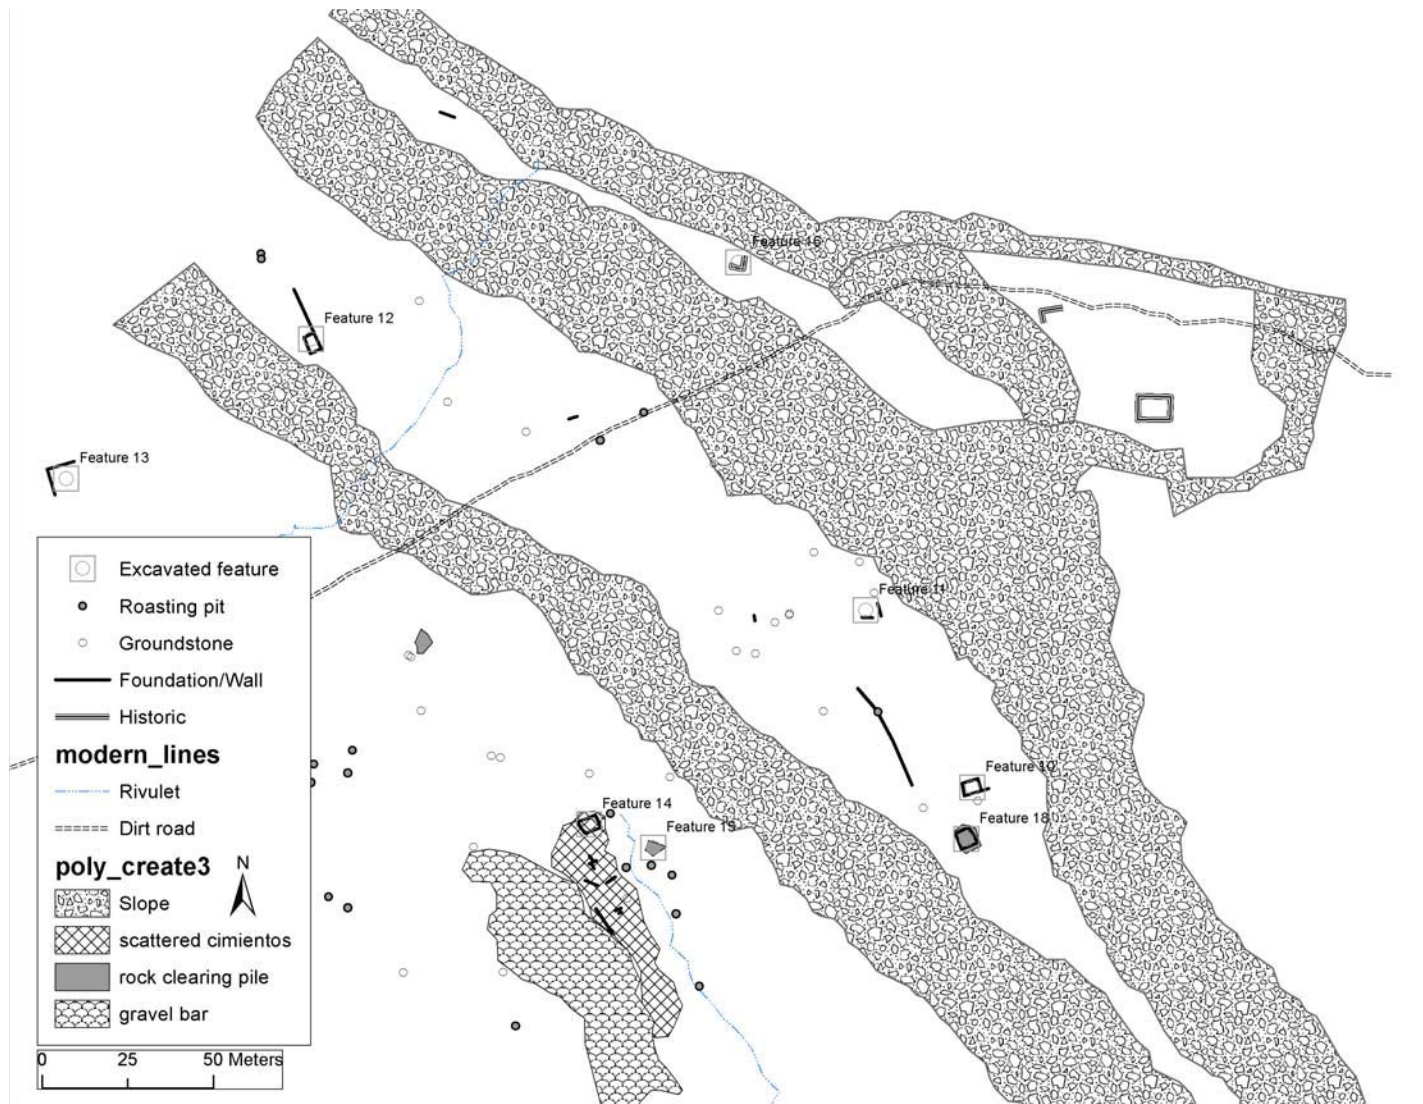 Feature 16
Feature 12
Feature 13
Feature 11
Feature 10
Feature 18
Feature 14
Feature 15
Excavated feature
Roasting pit
Groundstone
Foundation/Wall
Historic
modern_lines
Rivulet
Dirt road
poly_create3
N
Slope
scattered cimientos
rock clearing pile
gravel bar
0 25 50 Meters